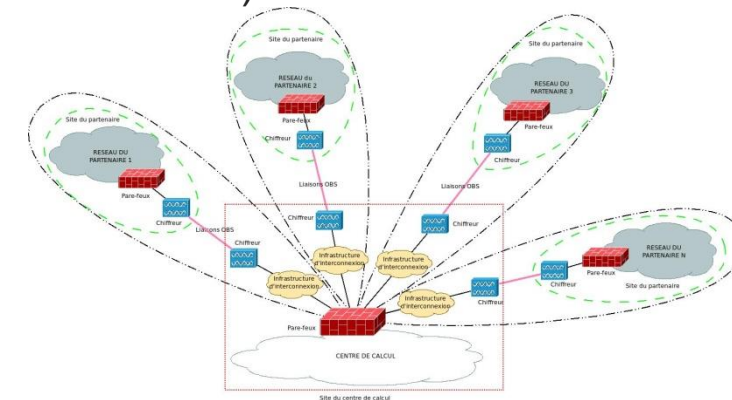 Site du partenaire
RESEAU du
PARTENAIRE 2
Pare-feux
Chiffreur
Liaisons OBS
Chiffreur
Infrastructure
d'interconnexion
Site du partenaire
RESEAU DU
PARTENAIRE 3
Pare-feux
Chiffreur
Liaisons OBS
Chiffreur
Infrastructure
d'interconnexion
Site du partenaire
RESEAU DU
PARTENAIRE 1
Pare-feux
Chiffreur
Liaisons OBS
Chiffreur
Infrastructure
d'interconnexion
RESEAU DU
PARTENAIRE N
Pare-feux
Site du partenaire
Chiffreur
Chiffreur
Infrastructure
d'interconnexion
Pare-feux
CENTRE DE CALCUL
Site du centre de calcul